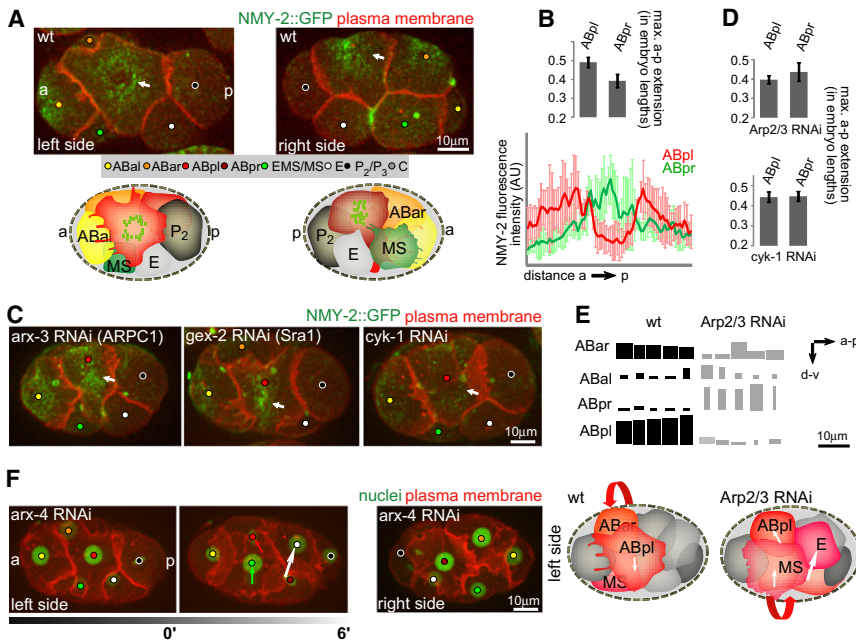 A
NMY-2::GFP plasma membrane
wt
a
left side
wt
p
right side
10µm
ABal ABar ABpl ABpr EMS/MS E P2/P3 C
a
ABal
MS
E
P2
p
p
P2
E
ABar
MS
a
B
ABpl
ABpr
0.5
0.4
0.3
0.2
max. a-p extension
(in embryo lengths)
ABpl
ABpr
NMY-2 fluorescence
intensity (AU)
distance a p
D
ABpl
ABpr
0.5
0.4
0.3
0.2
Arp2/3 RNAi
ABpl
ABpr
0.5
0.4
0.3
0.2
cyk-1 RNAi
max. a-p extension
(in embryo lengths)
C
NMY-2::GFP plasma membrane
arx-3 RNAi (ARPC1)
gex-2 RNAi (Sra1)
cyk-1 RNAi
10µm
E
wt
Arp2/3 RNAi
ABar
ABal
ABpr
ABpl
a-p
d-v
10µm
F
nuclei plasma membrane
arx-4 RNAi
a
p
left side
arx-4 RNAi
right side
10µm
0'
6'
left side
wt
ABar
ABpl
MS
Arp2/3 RNAi
ABpl
E
MS